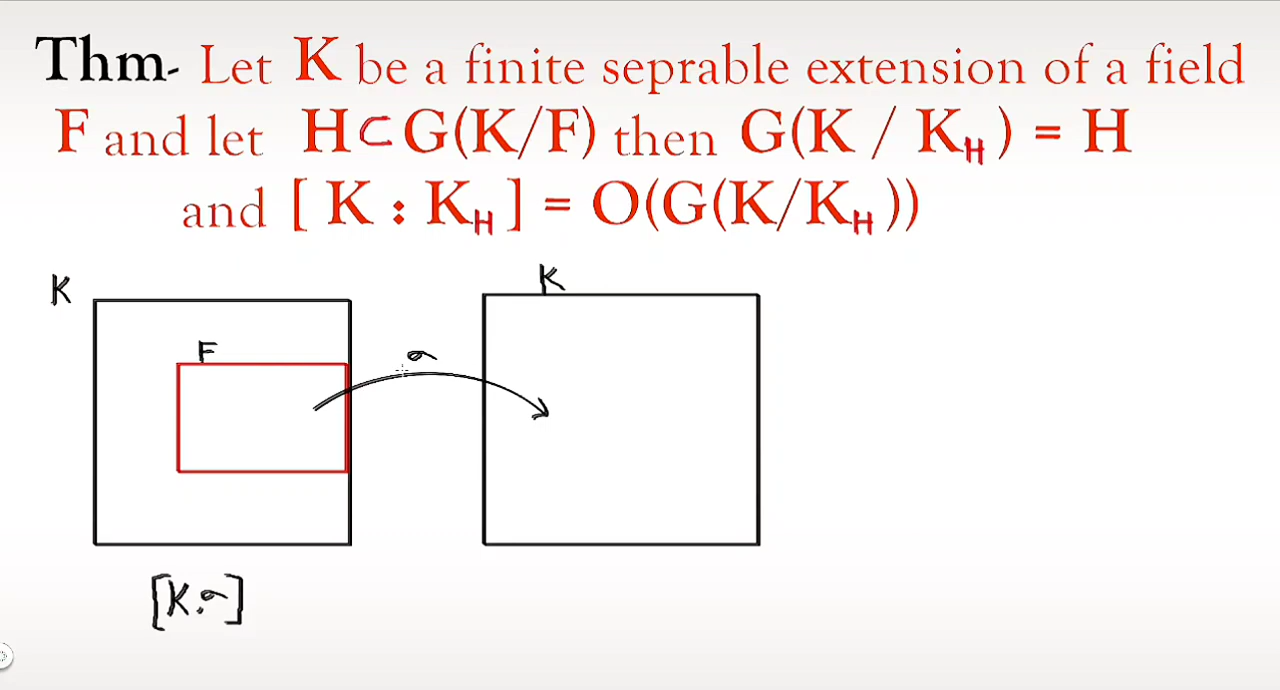 Thm- Let K be a finite seprable extension of a field
F and let H⊂G(K/F) then G(K / K_H) = H
and [ K : K_H ] = O(G(K/K_H))
K
K
F
σ
[K:σ]